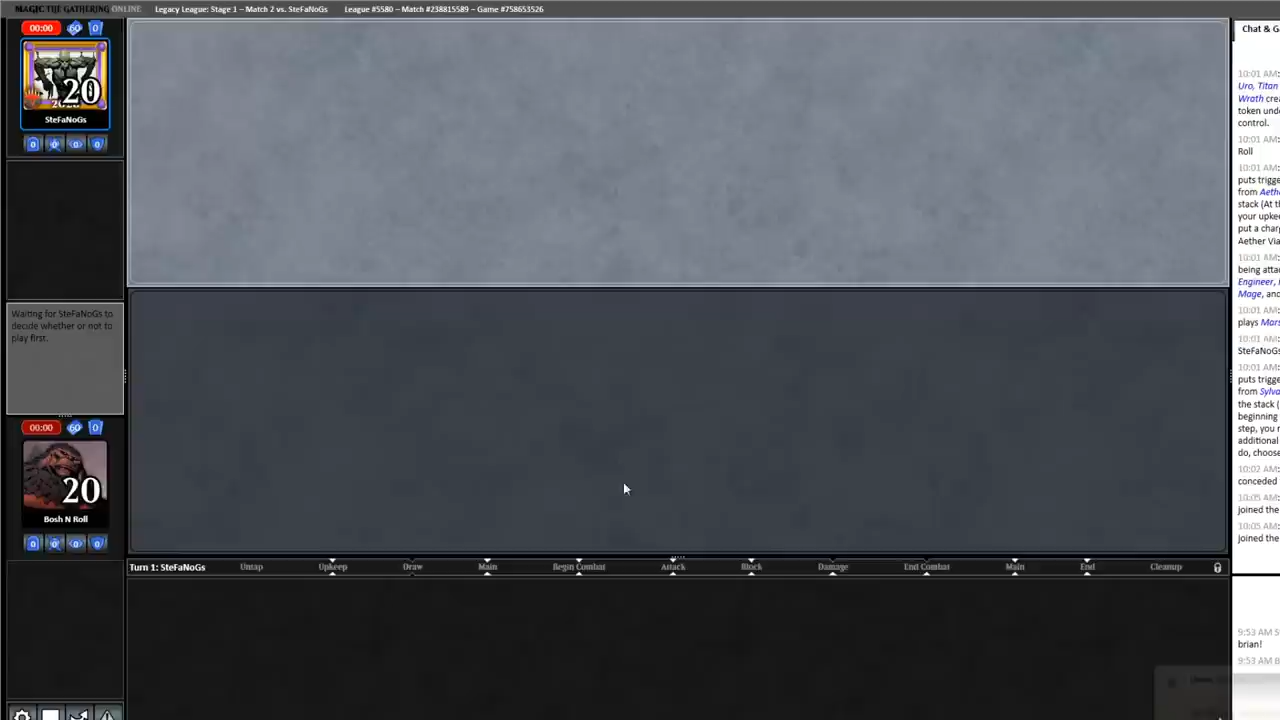 MAGIC THE GATHERING ONLINE Legacy League: Stage 1 – Match 2 vs. SteFaNoGs League #5580 – Match #238815589 – Game #758653526
00:00 60 0
20
SteFaNoGs
0 0 0 0
Waiting for SteFaNoGs to
decide whether or not to
play first.
00:00 60 0
20
Bosh N Roll
0 0 0 0
Turn 1: SteFaNoGs Untap Upkeep Draw Main Begin Combat Attack Block Damage End Combat Main End Cleanup
Chat & G
10:01 AM:
Uro, Titan
Wrath cre
token unde
control.
10:01 AM:
Roll
10:01 AM:
puts trigge
from Aethe
stack (At th
your upke
put a char
Aether Via
10:01 AM:
being atta
Engineer,
Mage, an
10:01 AM:
plays Mars
10:01 AM:
SteFaNoGs
10:01 AM:
puts trigge
from Sylva
the stack (
beginning
step, you
additional
do, choose
10:02 AM:
conceded
10:05 AM:
joined the
10:05 AM:
joined the
9:53 AM S
brian!
9:53 AM B